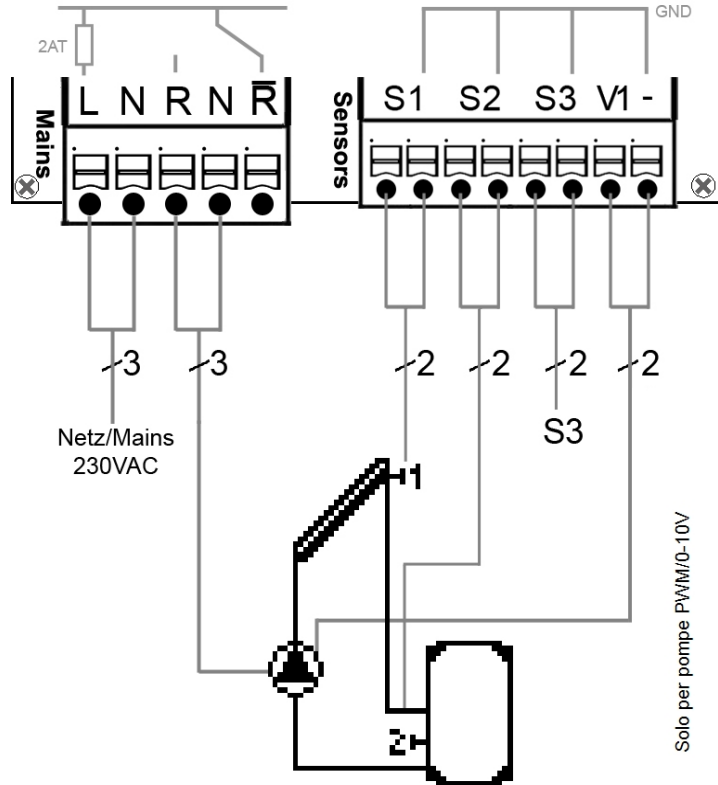 GND
2AT
Mains
L N R N R̅
Sensors
S1 S2 S3 V1 -
3
3
2
2
2
2
Netz/Mains
230VAC
S3
1
Solo per pompe PWM/0-10V
2